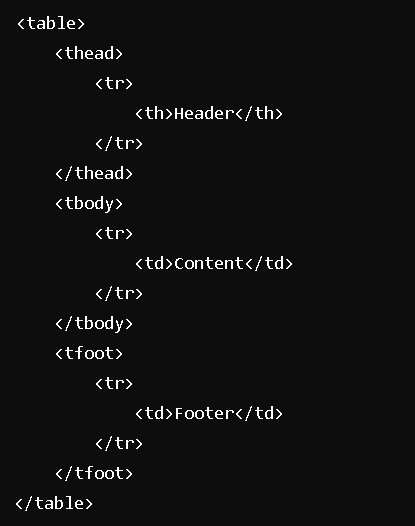 <table>
    <thead>
        <tr>
            <th>Header</th>
        </tr>
    </thead>
    <tbody>
        <tr>
            <td>Content</td>
        </tr>
    </tbody>
    <tfoot>
        <tr>
            <td>Footer</td>
        </tr>
    </tfoot>
</table>